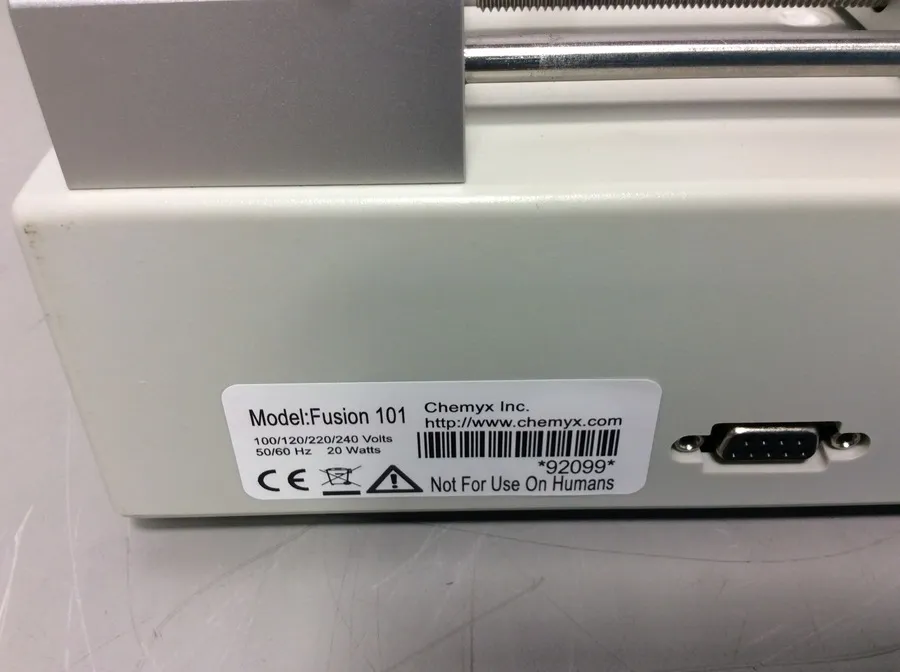 Model:Fusion 101
100/120/220/240 Volts
50/60 Hz 20 Watts
CE
Chemyx Inc.
http://www.chemyx.com
*92099*
Not For Use On Humans